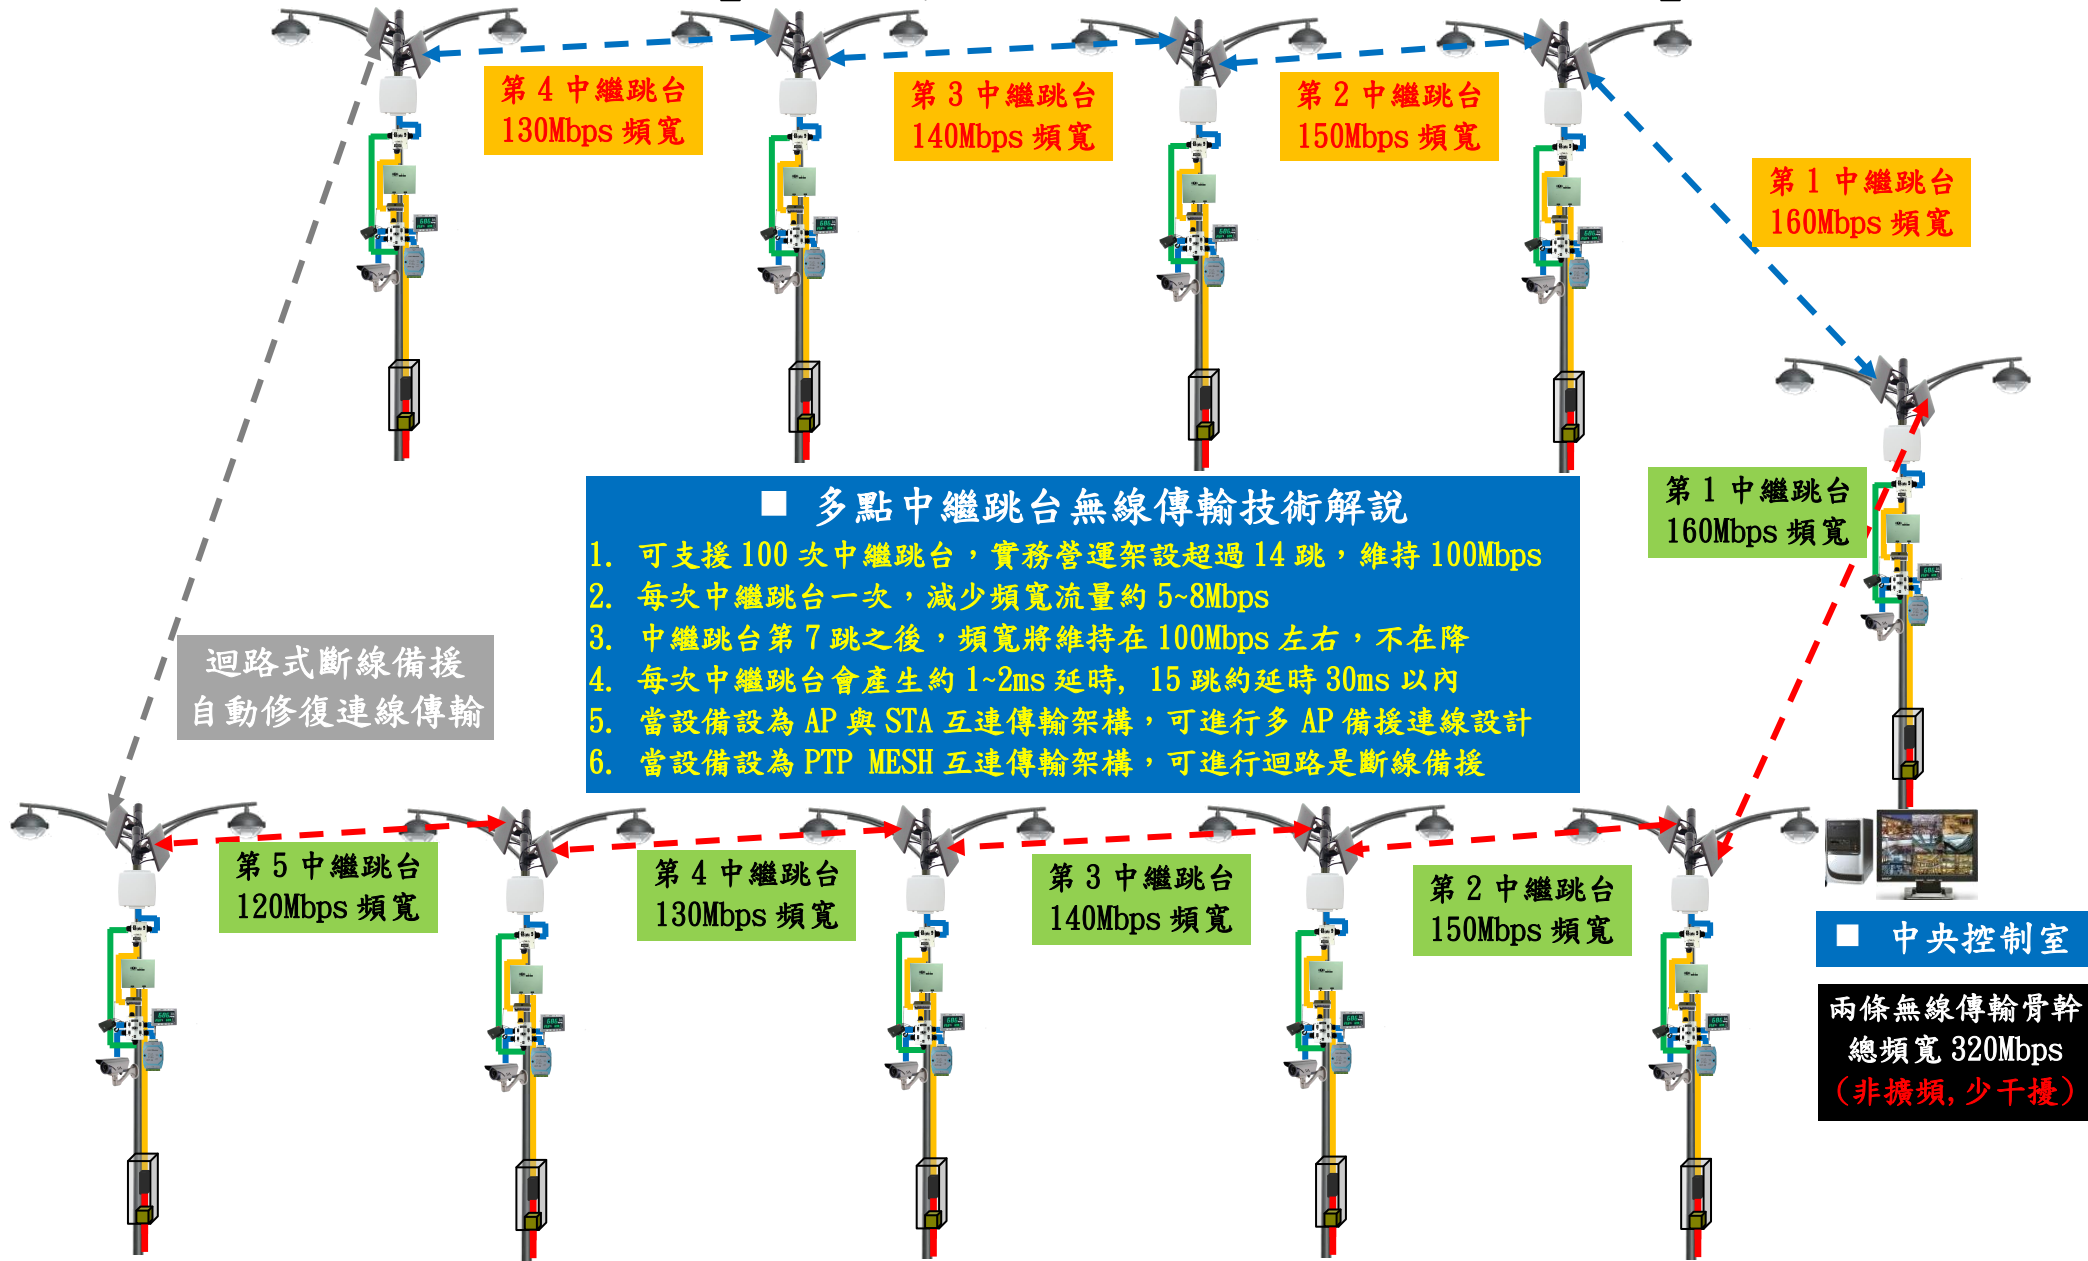 第 4 中繼跳台
130Mbps 頻寬
第 3 中繼跳台
140Mbps 頻寬
第 2 中繼跳台
150Mbps 頻寬
第 1 中繼跳台
160Mbps 頻寬
第 1 中繼跳台
160Mbps 頻寬
■ 多點中繼跳台無線傳輸技術解說
1. 可支援 100 次中繼跳台，實務營運架設超過 14 跳，維持 100Mbps
2. 每次中繼跳台一次，減少頻寬流量約 5~8Mbps
3. 中繼跳台第 7 跳之後，頻寬將維持在 100Mbps 左右，不在降
4. 每次中繼跳台會產生約 1~2ms 延時, 15 跳約延時 30ms 以內
5. 當設備設為 AP 與 STA 互連傳輸架構，可進行多 AP 備援連線設計
6. 當設備設為 PTP MESH 互連傳輸架構，可進行迴路是斷線備援
迴路式斷線備援
自動修復連線傳輸
第 5 中繼跳台
120Mbps 頻寬
第 4 中繼跳台
130Mbps 頻寬
第 3 中繼跳台
140Mbps 頻寬
第 2 中繼跳台
150Mbps 頻寬
■ 中央控制室
兩條無線傳輸骨幹
總頻寬 320Mbps
(非擴頻, 少干擾)